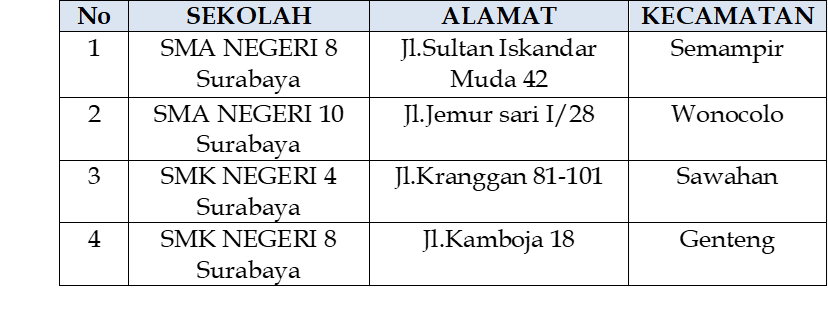 No SEKOLAH ALAMAT KECAMATAN
1 SMA NEGERI 8 Jl.Sultan Iskandar Semampir
Surabaya Muda 42
2 SMA NEGERI 10 Jl.Jemur sari I/28 Wonocolo
Surabaya
3 SMK NEGERI 4 Jl.Kranggan 81-101 Sawahan
Surabaya
4 SMK NEGERI 8 Jl.Kamboja 18 Genteng
Surabaya